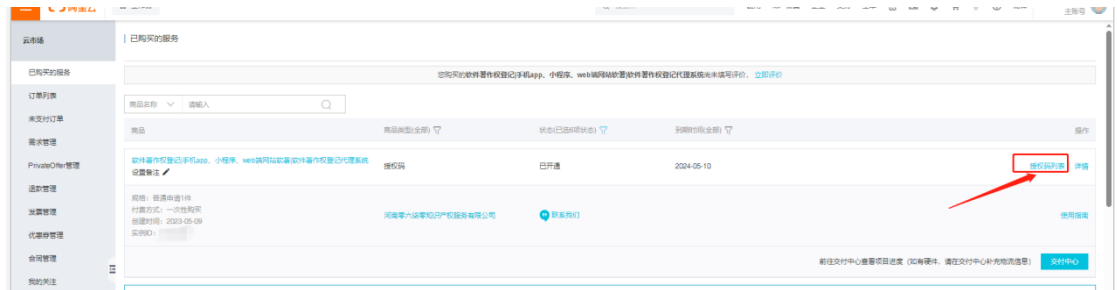 主账号
云市场
已购买的服务
已购买的服务
您购买的软件著作权登记|手机app、小程序、web端网站软著|软件著作权登记代理系统尚未填写评价, 立即评价
订单列表
商品名称 请输入
未支付订单
商品 商品类型(全部) 状态(已选6项状态) 到期时间(全部) 操作
需求管理
软件著作权登记|手机app、小程序、web端网站软著|软件著作权登记代理系统 授权码 已开通 2024-05-10 授权码列表 详情
设置备注
PrivateOffer管理
退款管理
规格：普通申请1件
付费方式：一次性购买
创建时间：2023-05-09
实例ID：
河南零六柒零知识产权服务有限公司 联系我们 使用指南
发票管理
优惠券管理
合同管理
前往交付中心查看项目进度 (如有硬件，请在交付中心补充物流信息) 交付中心
我的关注